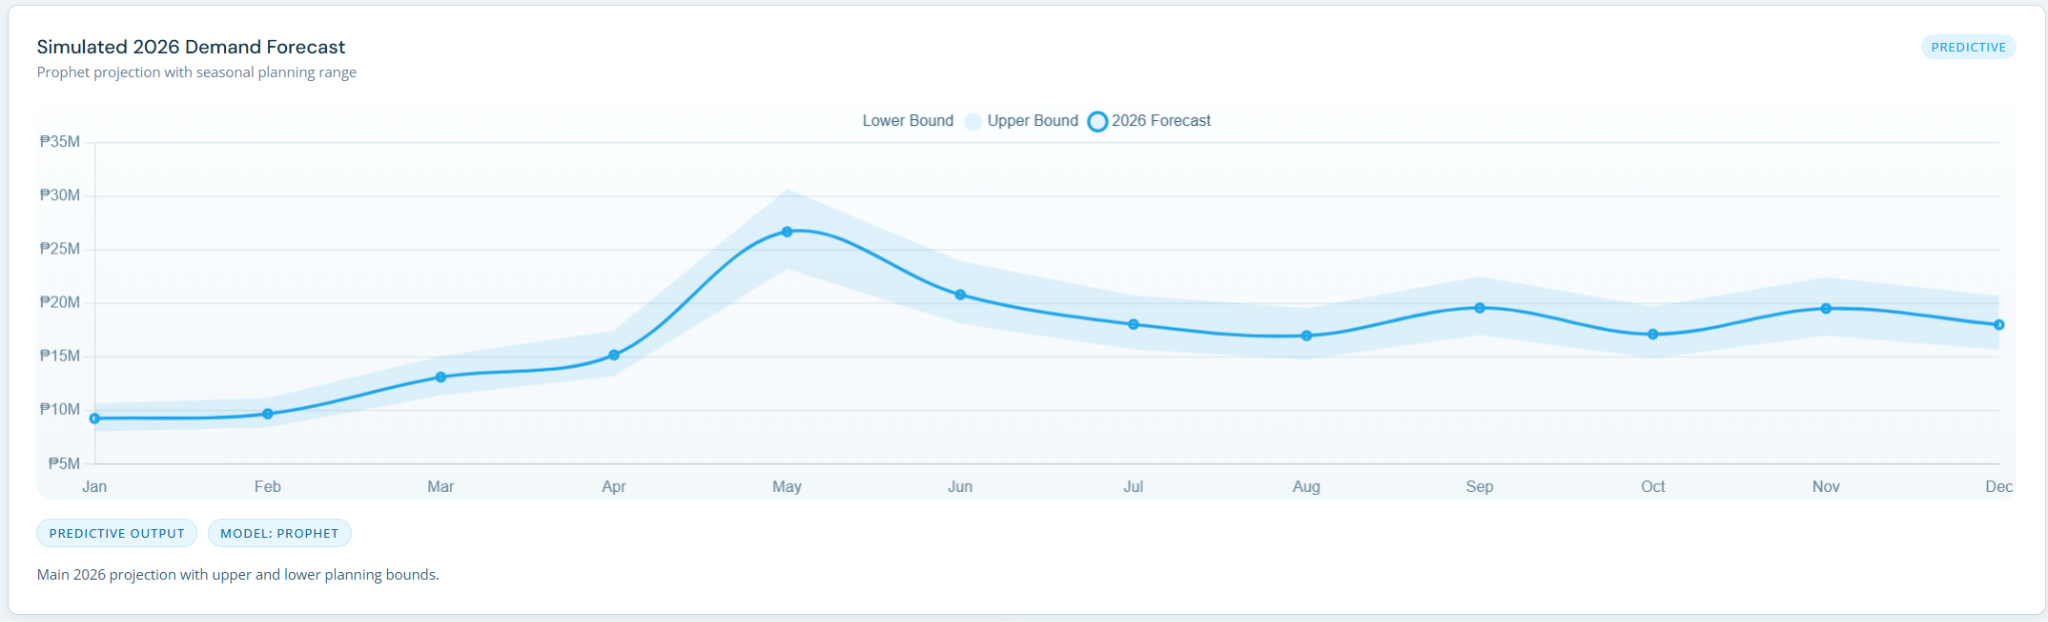 Simulated 2026 Demand Forecast
PREDICTIVE
Prophet projection with seasonal planning range
Lower Bound Upper Bound 2026 Forecast
₱35M
₱30M
₱25M
₱20M
₱15M
₱10M
₱5M
Jan Feb Mar Apr May Jun Jul Aug Sep Oct Nov Dec
PREDICTIVE OUTPUT MODEL: PROPHET
Main 2026 projection with upper and lower planning bounds.